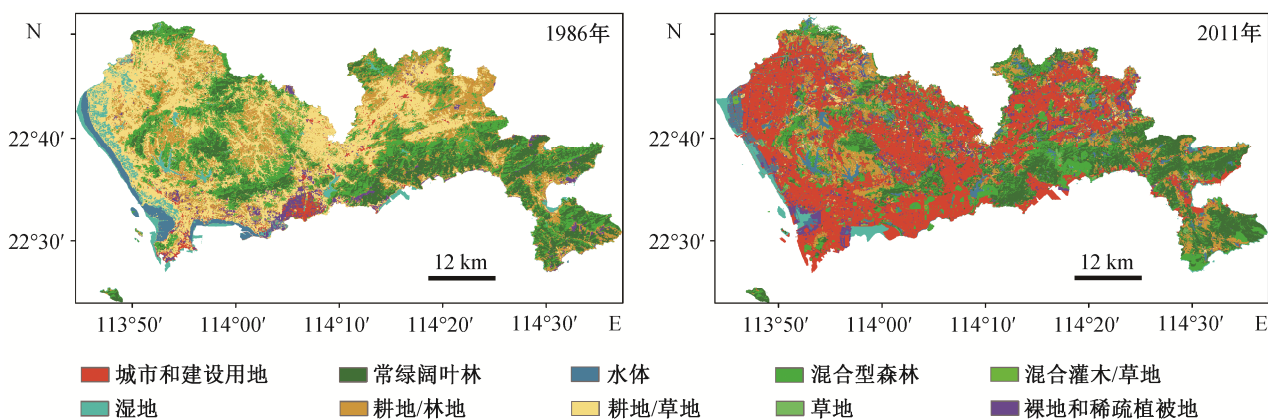 N
1986年
22°40′
22°30′
12 km
113°50′ 114°00′ 114°10′ 114°20′ 114°30′ E
N
2011年
22°40′
22°30′
12 km
113°50′ 114°00′ 114°10′ 114°20′ 114°30′ E
城市和建设用地 常绿阔叶林 水体 混合型森林 混合灌木/草地
湿地 耕地/林地 耕地/草地 草地 裸地和稀疏植被地